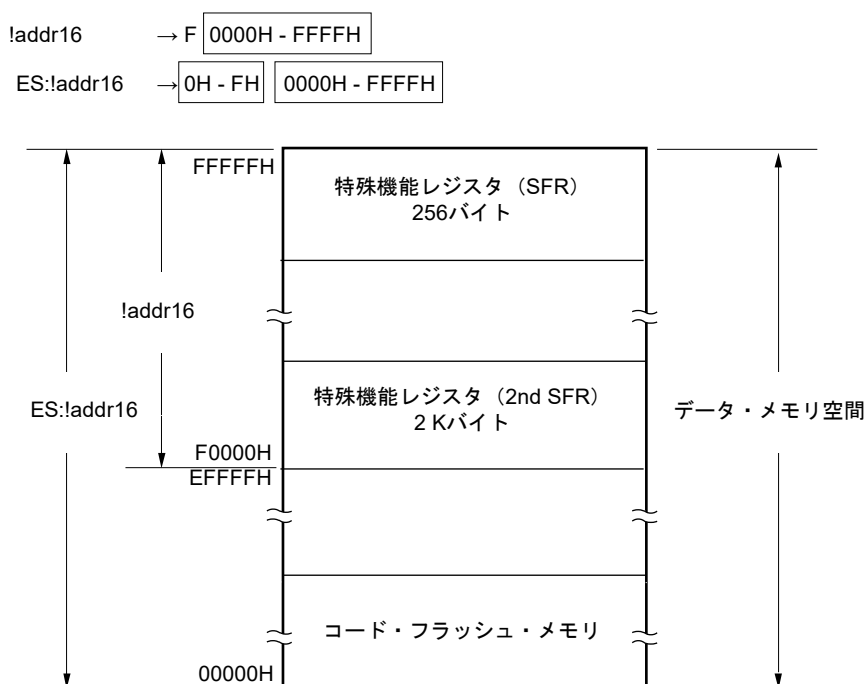 !addr16 → F 0000H - FFFFH
ES:!addr16 → 0H - FH 0000H - FFFFH
FFFFFH
特殊機能レジスタ（SFR）
256バイト
!addr16
特殊機能レジスタ（2nd SFR）
2 Kバイト
ES:!addr16
データ・メモリ空間
F0000H
EFFFFH
コード・フラッシュ・メモリ
00000H